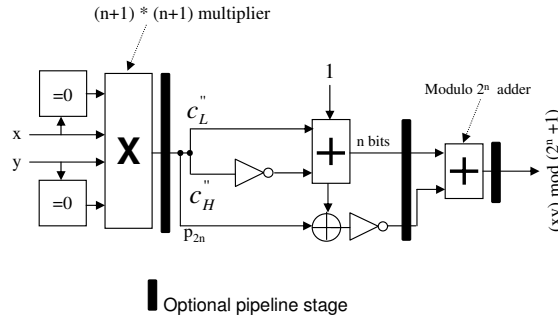 (n+1) * (n+1) multiplier
=0
x
y
=0
X
c"L
c"H
p2n
1
+
n bits
Modulo 2ⁿ adder
+
(xy) mod (2ⁿ+1)
Optional pipeline stage